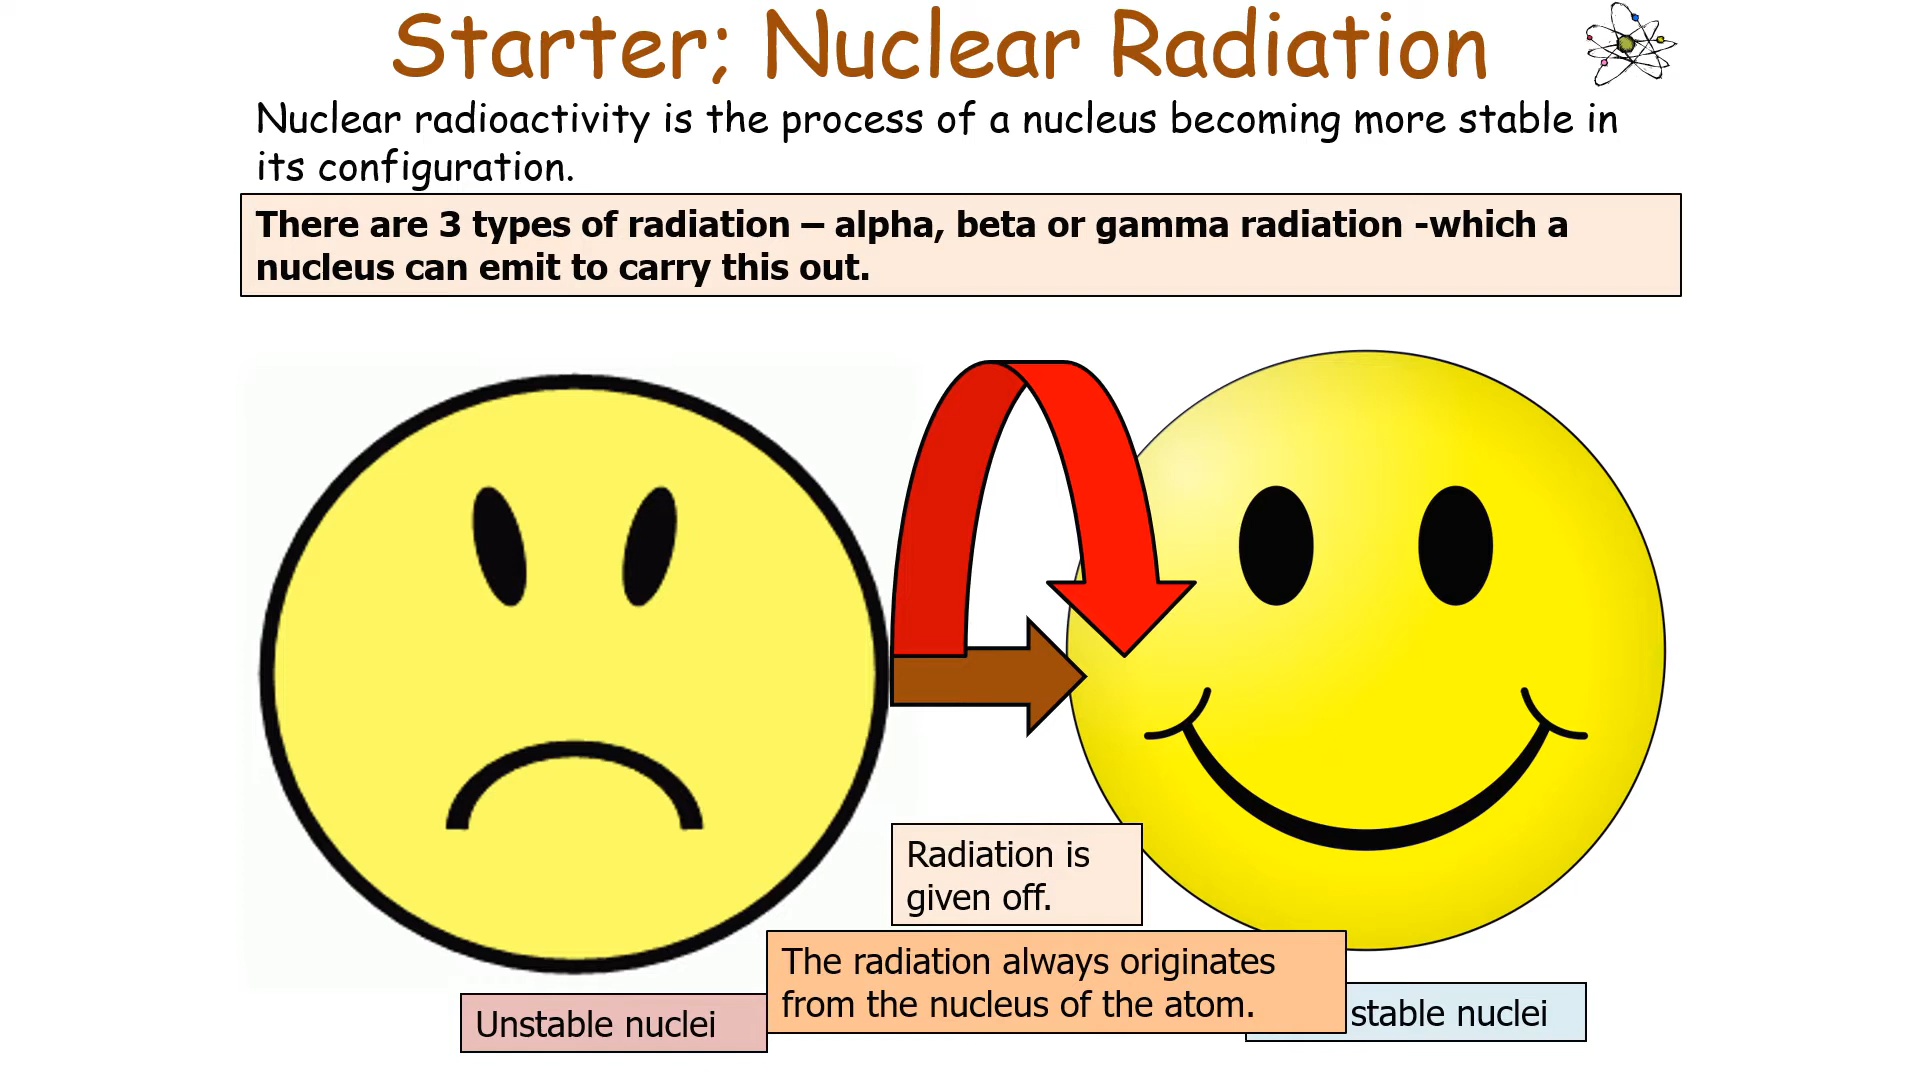 Starter; Nuclear Radiation
Nuclear radioactivity is the process of a nucleus becoming more stable in
its configuration.
There are 3 types of radiation – alpha, beta or gamma radiation -which a
nucleus can emit to carry this out.
Radiation is
given off.
The radiation always originates
from the nucleus of the atom.
Unstable nuclei
stable nuclei